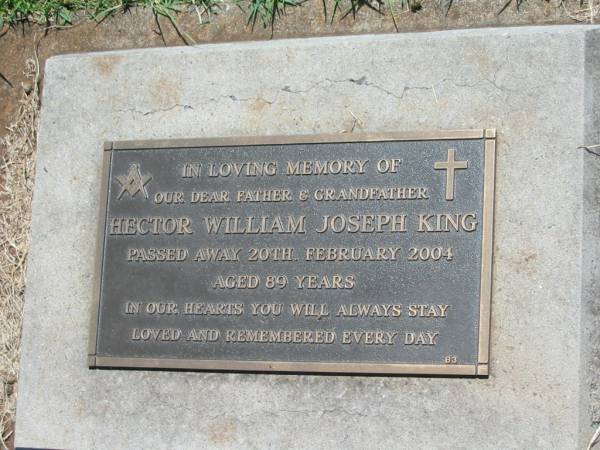 IN LOVING MEMORY OF
OUR DEAR FATHER & GRANDFATHER
HECTOR WILLIAM JOSEPH KING
PASSED AWAY 20TH. FEBRUARY 2004
AGED 89 YEARS
IN OUR HEARTS YOU WILL ALWAYS STAY
LOVED AND REMEMBERED EVERY DAY
83